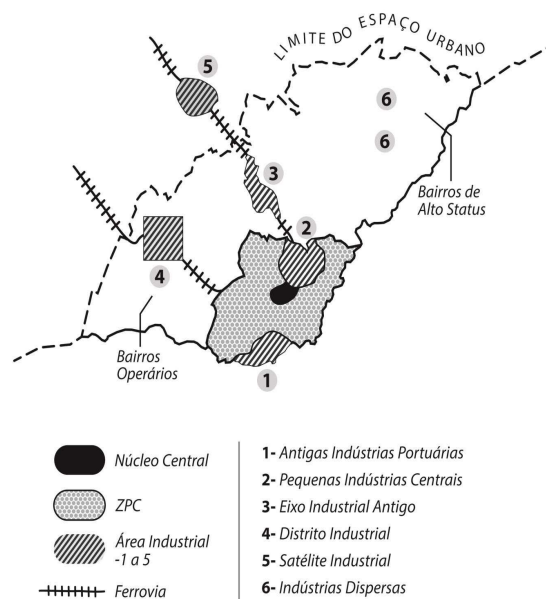 LIMITE DO ESPAÇO URBANO
5
6
6
3
Bairros de
Alto Status
2
4
Bairros
Operários
1
Núcleo Central
ZPC
Área Industrial
-1 a 5
Ferrovia
1- Antigas Indústrias Portuárias
2- Pequenas Indústrias Centrais
3- Eixo Industrial Antigo
4- Distrito Industrial
5- Satélite Industrial
6- Indústrias Dispersas